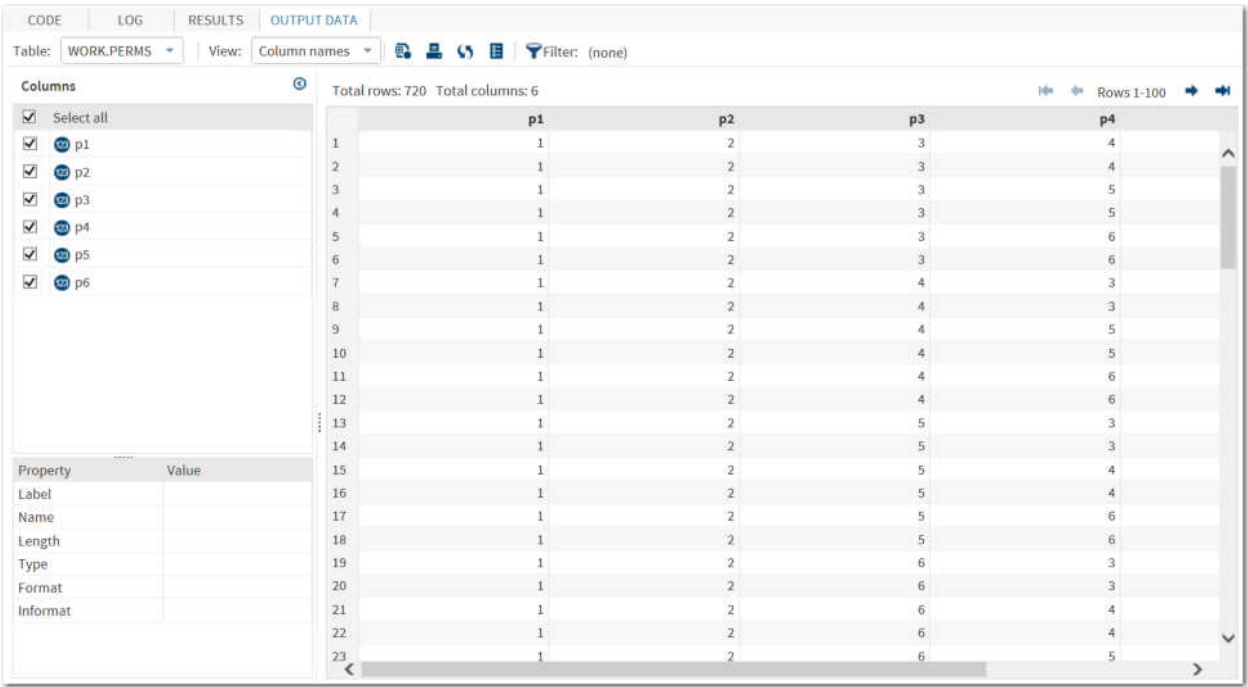 CODE LOG RESULTS OUTPUT DATA
Table: WORK.PERMS View: Column names Filter: (none)
Columns
Total rows: 720 Total columns: 6 Rows 1-100
Select all
p1
p2
p3
p4
p5
p6
Property Value
Label
Name
Length
Type
Format
Informat
p1 p2 p3 p4
1 1 2 3 4
2 1 2 3 4
3 1 2 3 5
4 1 2 3 5
5 1 2 3 6
6 1 2 3 6
7 1 2 4 3
8 1 2 4 3
9 1 2 4 5
10 1 2 4 5
11 1 2 4 6
12 1 2 4 6
13 1 2 5 3
14 1 2 5 3
15 1 2 5 4
16 1 2 5 4
17 1 2 5 6
18 1 2 5 6
19 1 2 6 3
20 1 2 6 3
21 1 2 6 4
22 1 2 6 4
23 1 2 6 5